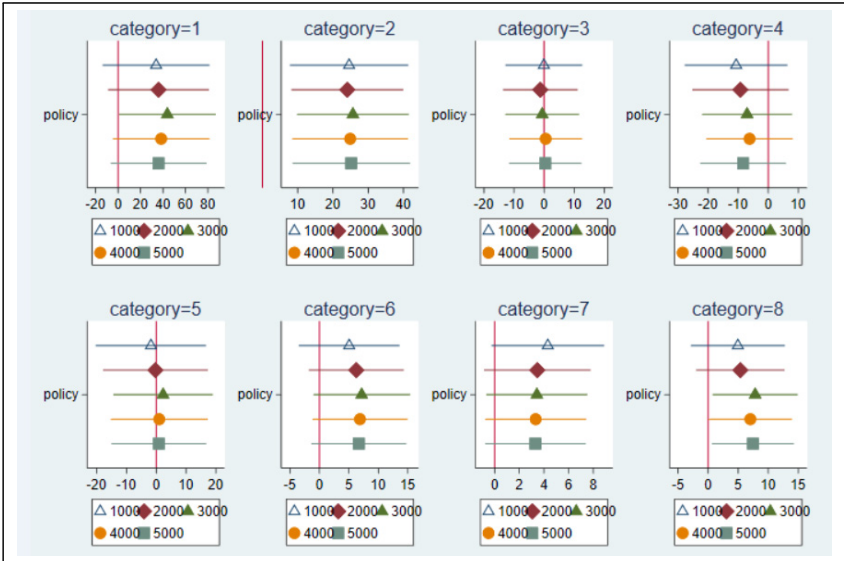 category=1 category=2 category=3 category=4
policy policy policy policy
-20 0 20 40 60 80 10 20 30 40 -20 -10 0 10 20 -30 -20 -10 0 10
1000 2000 3000 1000 2000 3000 1000 2000 3000 1000 2000 3000
4000 5000 4000 5000 4000 5000 4000 5000
category=5 category=6 category=7 category=8
policy policy policy policy
-20 -10 0 10 20 -5 0 5 10 15 0 2 4 6 8 -5 0 5 10 15
1000 2000 3000 1000 2000 3000 1000 2000 3000 1000 2000 3000
4000 5000 4000 5000 4000 5000 4000 5000